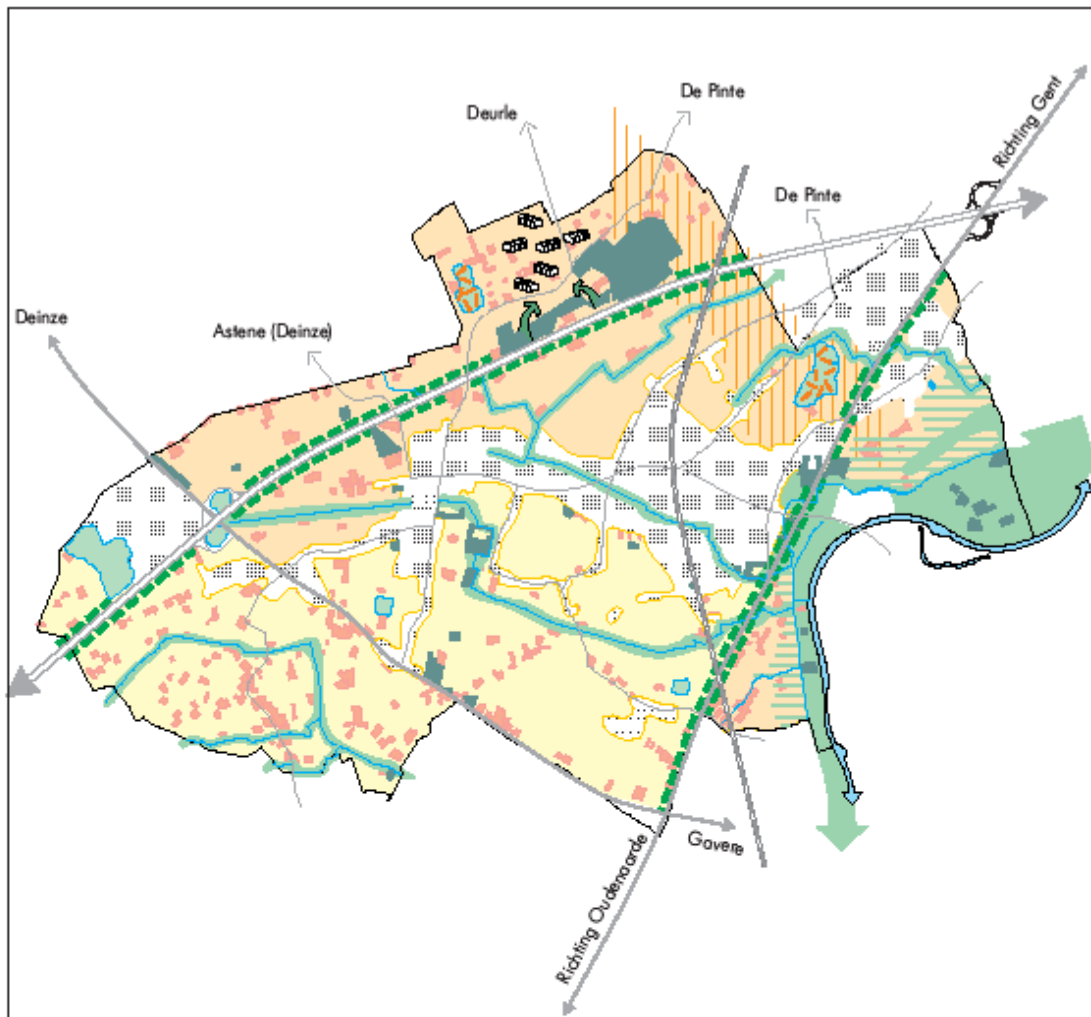 De Pinte
Deurle
Richting Gent
De Pinte
Deinze
Astene (Deinze)
Gavere
Richting Oudenaarde